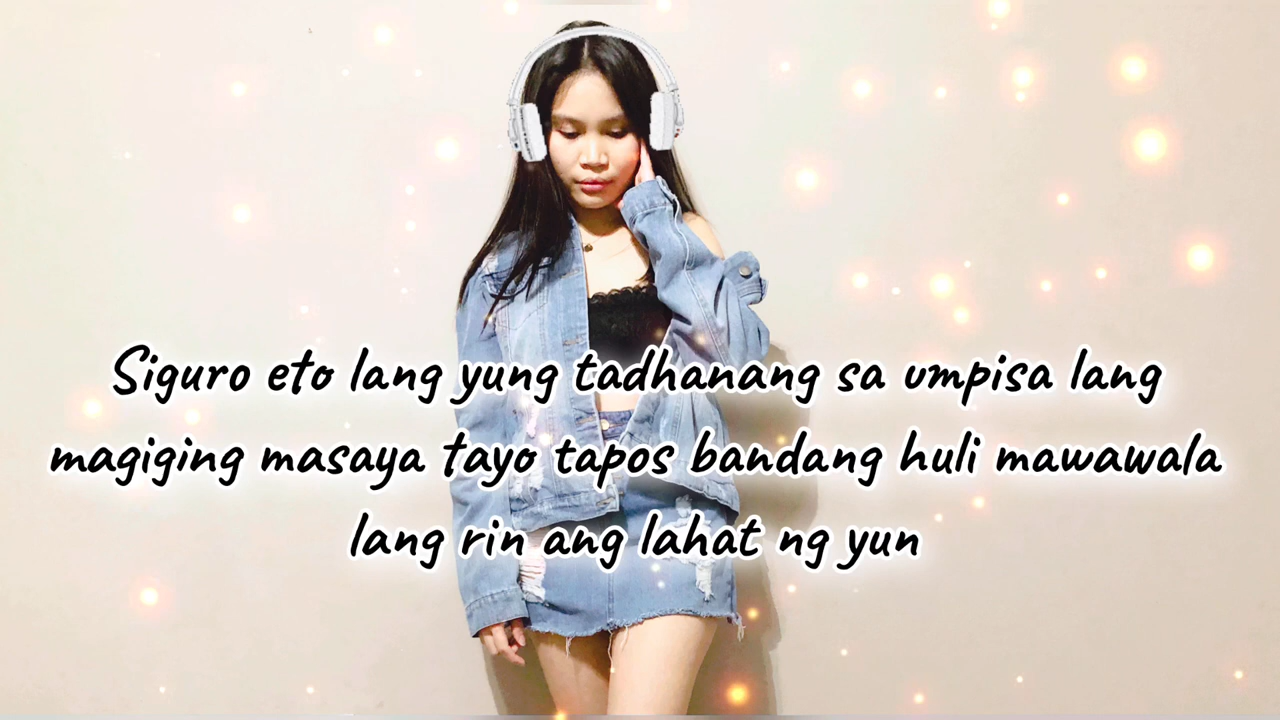 Siguro eto lang yung tadhanang sa umpisa lang
magiging masaya tayo tapos bandang huli mawawala
lang rin ang lahat ng yun